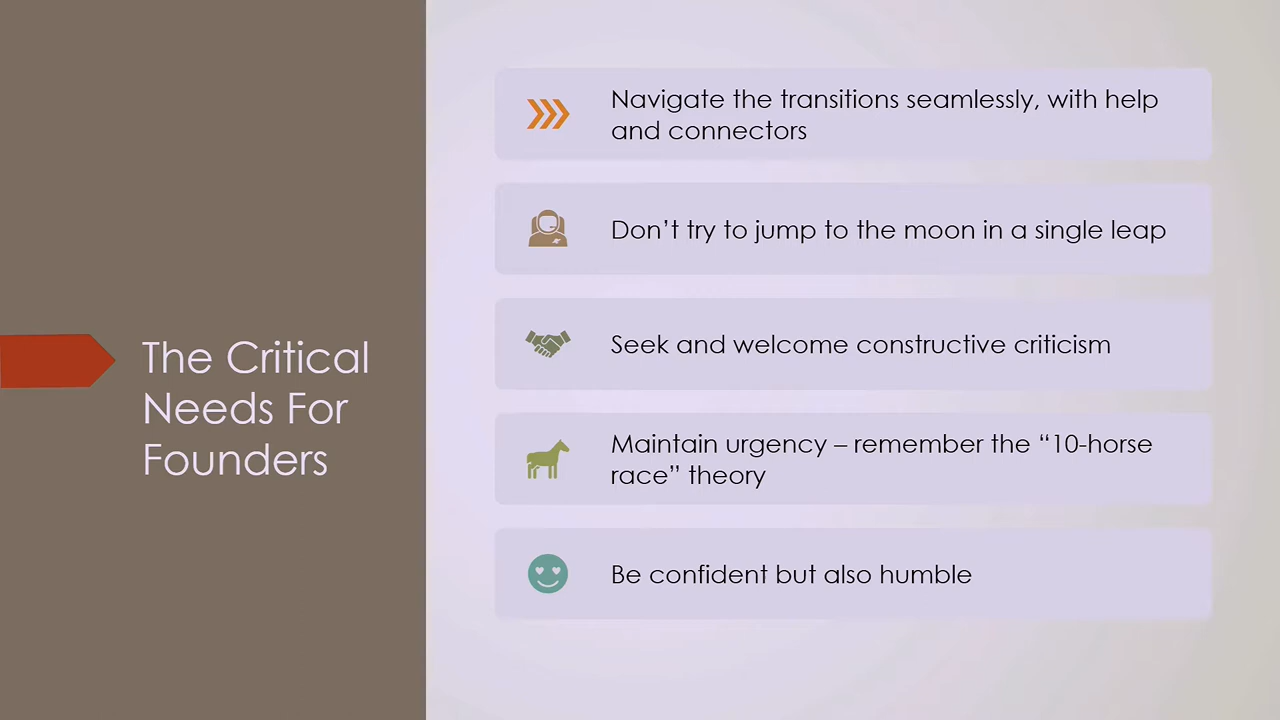 The Critical
Needs For
Founders
Navigate the transitions seamlessly, with help
and connectors
Don’t try to jump to the moon in a single leap
Seek and welcome constructive criticism
Maintain urgency – remember the “10-horse
race” theory
Be confident but also humble